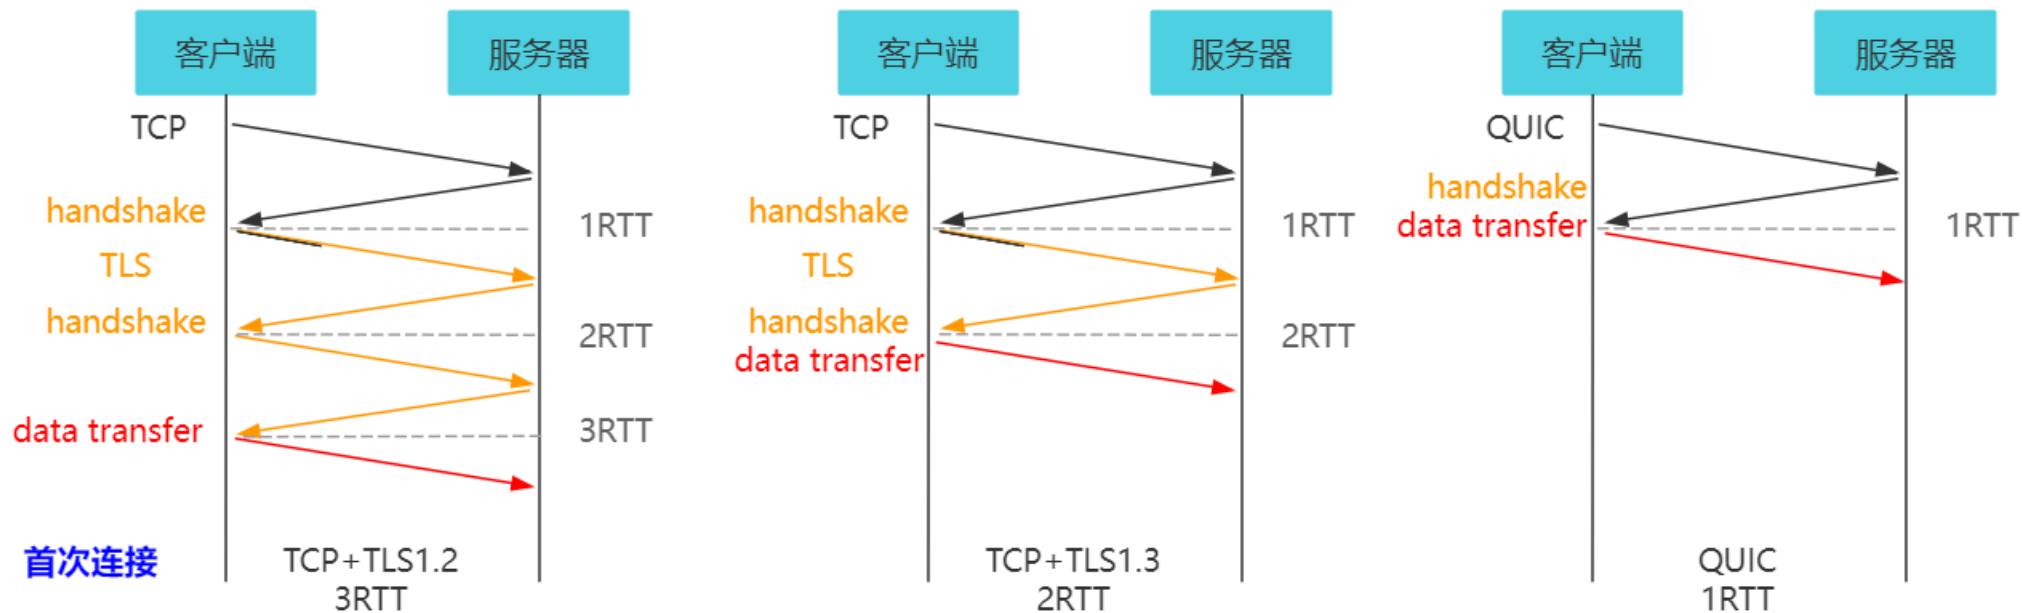 客户端
服务器
TCP
handshake
1RTT
TLS
handshake
2RTT
data transfer
3RTT
首次连接
TCP+TLS1.2
3RTT
客户端
服务器
TCP
handshake
1RTT
TLS
handshake
2RTT
data transfer
TCP+TLS1.3
2RTT
客户端
服务器
QUIC
handshake
data transfer
1RTT
QUIC
1RTT